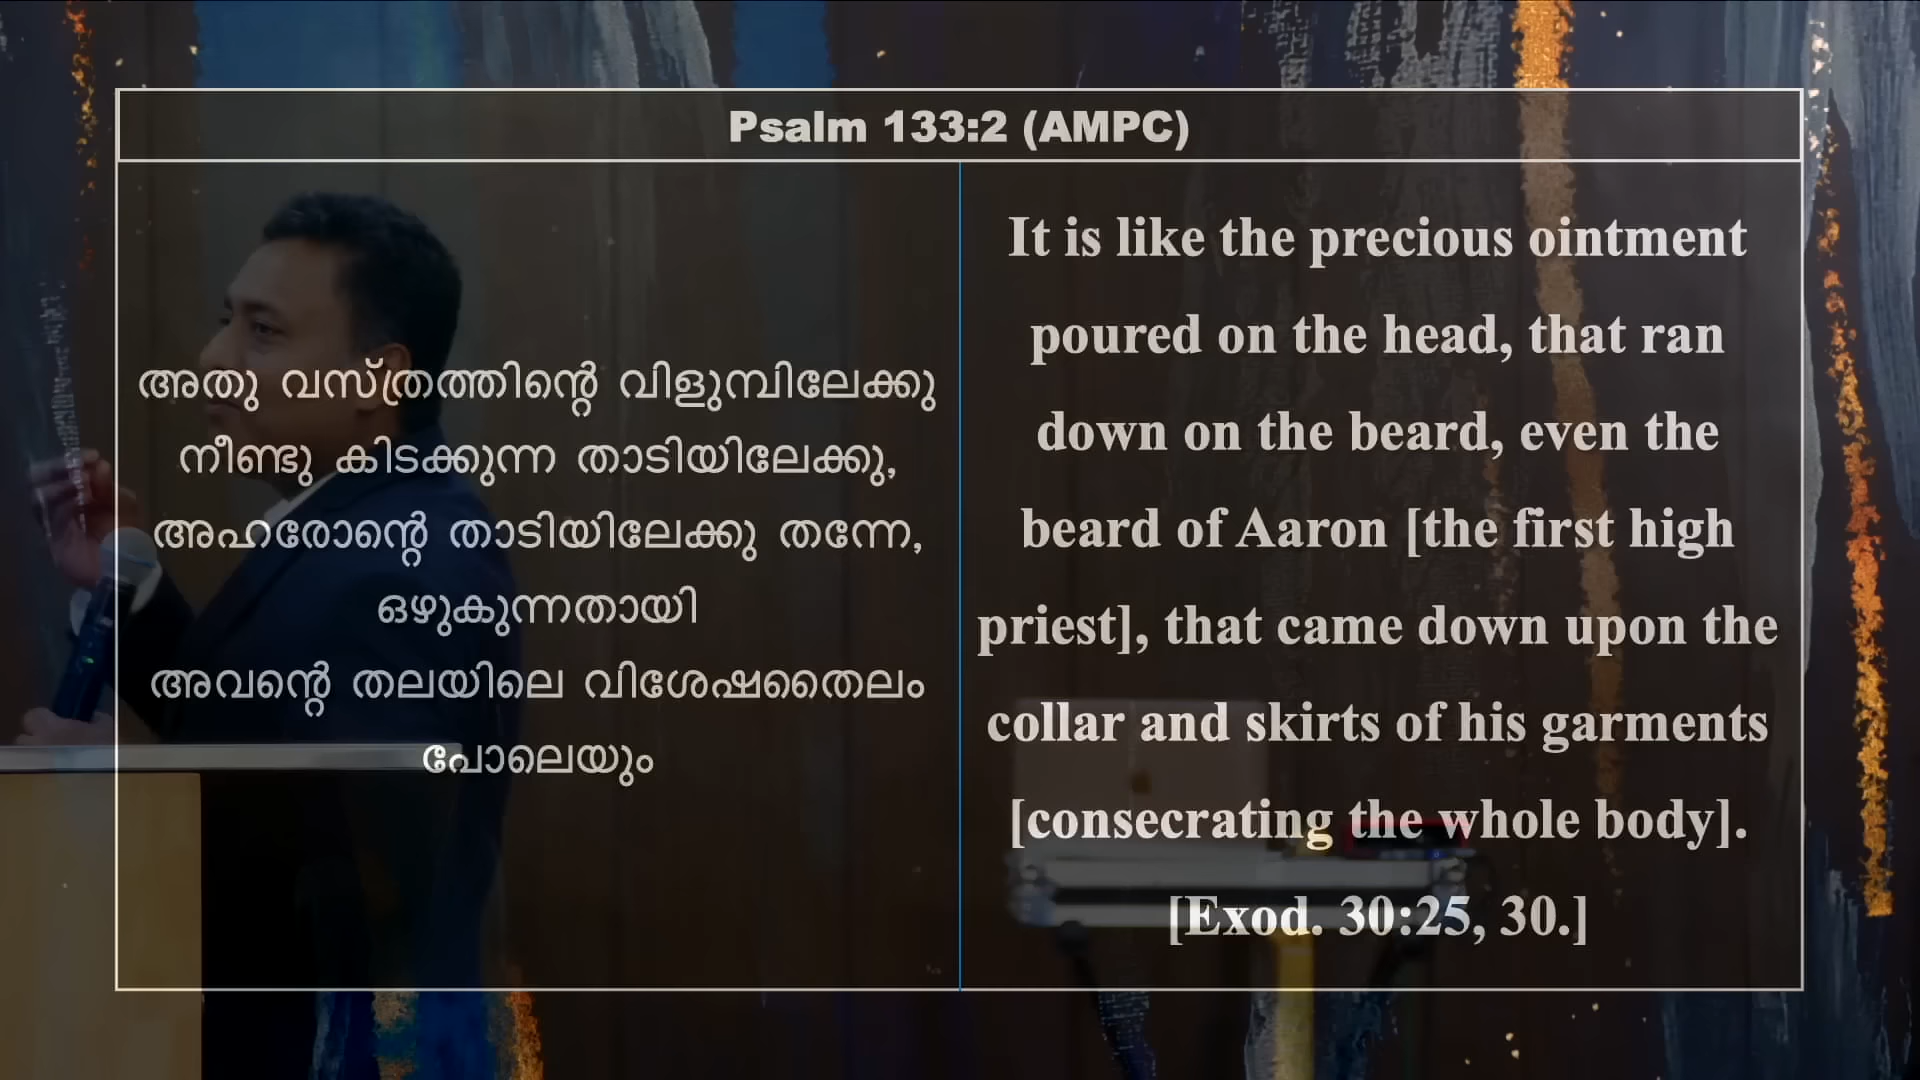 Psalm 133:2 (AMPC)
അതു വസ്ത്രത്തിന്റെ വിളുമ്പിലേക്കു
നീണ്ടു കിടക്കുന്ന താടിയിലേക്കു,
അഹരോന്റെ താടിയിലേക്കു തന്നേ,
ഒഴുകുന്നതായി
അവന്റെ തലയിലെ വിശേഷതൈലം
പോലെയും
It is like the precious ointment
poured on the head, that ran
down on the beard, even the
beard of Aaron [the first high
priest], that came down upon the
collar and skirts of his garments
[consecrating the whole body].
[Exod. 30:25, 30.]